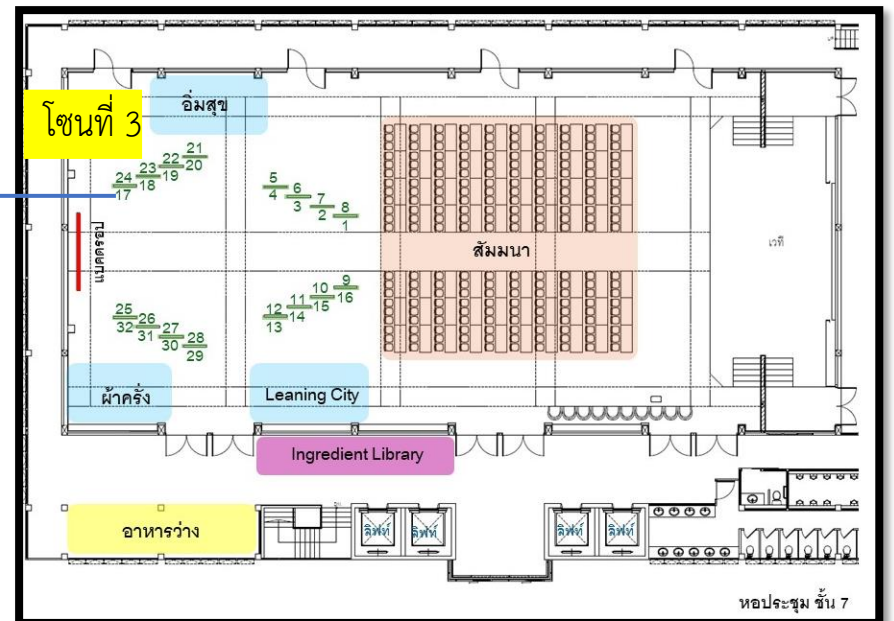 โซนที่ 3
อิ่มสุข
21
22 20
23 19
24 18
17
5
4 6
3 7
2 8
1
แบคดรอป
สัมมนา
เวที
9
10 16
11 15
12 14
13
25
32 26
31 27
30 28
29
ผ้าครั่ง
Leaning City
Ingredient Library
อาหารว่าง
ลิฟท์
ลิฟท์
ลิฟท์
ลิฟท์
หอประชุม ชั้น 7